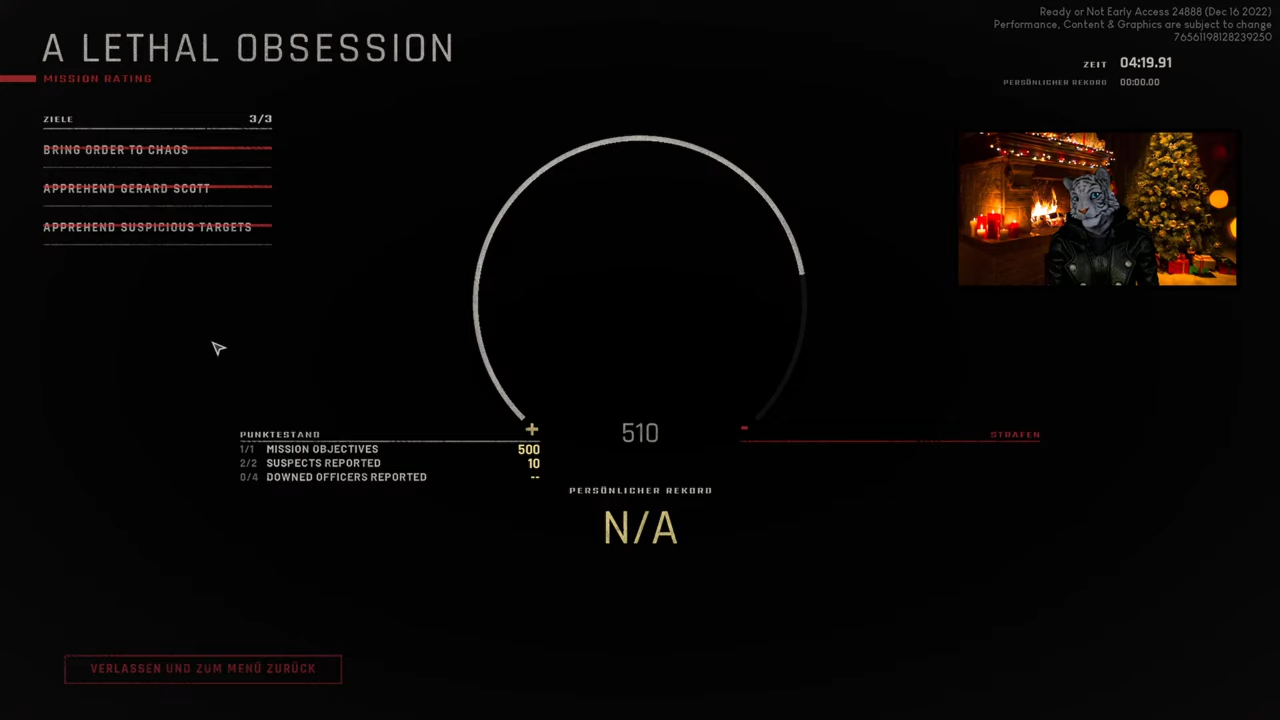 Ready or Not Early Access 24888 (Dec 16 2022)
Performance, Content & Graphics are subject to change
76561198128239250
A LETHAL OBSESSION
MISSION RATING
ZEIT 04:19.91
PERSÖNLICHER REKORD 00:00.00
ZIELE 3/3
BRING ORDER TO CHAOS
APPREHEND GERARD SCOTT
APPREHEND SUSPICIOUS TARGETS
PUNKTESTAND +
1/1 MISSION OBJECTIVES 500
2/2 SUSPECTS REPORTED 10
0/4 DOWNED OFFICERS REPORTED --
510
- STRAFEN
PERSÖNLICHER REKORD
N/A
VERLASSEN UND ZUM MENÜ ZURÜCK